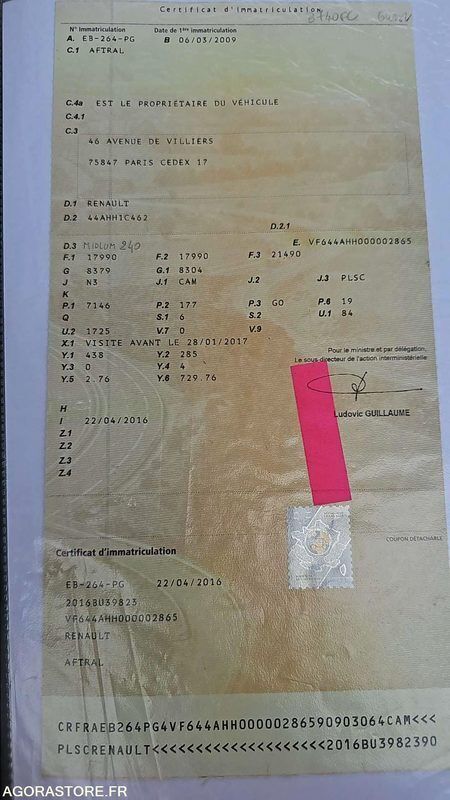 Certificat d'immatriculation
N° Immatriculation Date de 1ère immatriculation
A. EB-264-PG B 06/03/2009
C.1 AFTRAL
C.4a EST LE PROPRIÉTAIRE DU VÉHICULE
C.4.1
C.3
46 AVENUE DE VILLIERS
75847 PARIS CEDEX 17
D.1 RENAULT
D.2 44AHH1C462
D.2.1
D.3 MIDLUM 240 E. VF644AHH000002865
F.1 17990 F.2 17990 F.3 21490
G 8379 G.1 8304
J N3 J.1 CAM J.2 J.3 PLSC
K
P.1 7146 P.2 177 P.3 GO P.6 19
Q S.1 6 S.2 U.1 84
U.2 1725 V.7 0 V.9
X.1 VISITE AVANT LE 28/01/2017
Y.1 438 Y.2 285
Y.3 0 Y.4 4
Y.5 2.76 Y.6 729.76
Pour le ministre et par délégation,
Le sous-directeur de l'action interministérielle
Ludovic GUILLAUME
H
I 22/04/2016
Z.1
Z.2
Z.3
Z.4
COUPON DÉTACHABLE
Certificat d'immatriculation
EB-264-PG 22/04/2016
2016BU39823
VF644AHH000002865
RENAULT
AFTRAL
CRFRAEB264PG4VF644AHH00000286590903064CAM<<<
PLSCRENAULT<<<<<<<<<<<<<<<<<<<<<<2016BU3982390
AGORASTORE.FR